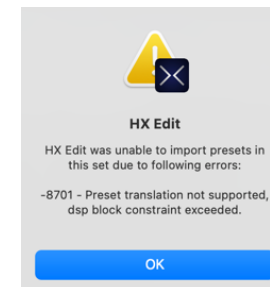 HX Edit
HX Edit was unable to import presets in
this set due to following errors:
-8701 - Preset translation not supported,
dsp block constraint exceeded.
OK